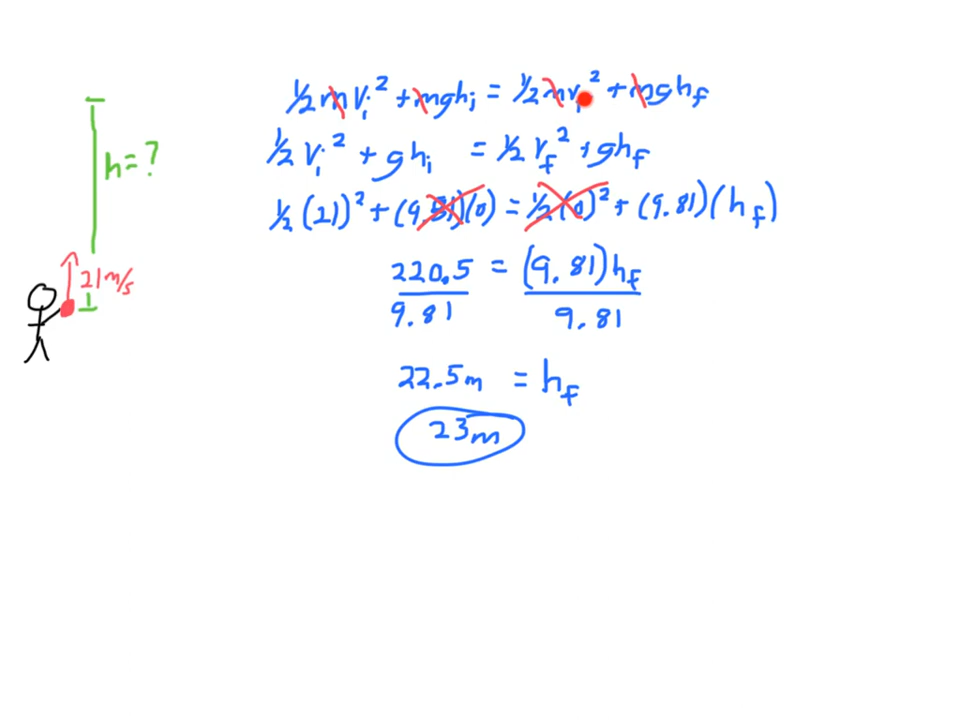 ½mvᵢ² + mghᵢ = ½mvᵢ² + mgh_f
h=?
½vᵢ² + ghᵢ = ½v_f² + gh_f
½(21)² + (9.81)(0) = ½(0)² + (9.81)(h_f)
21m/s
220.5 = (9.81)h_f
9.81 9.81
22.5m = h_f
23m